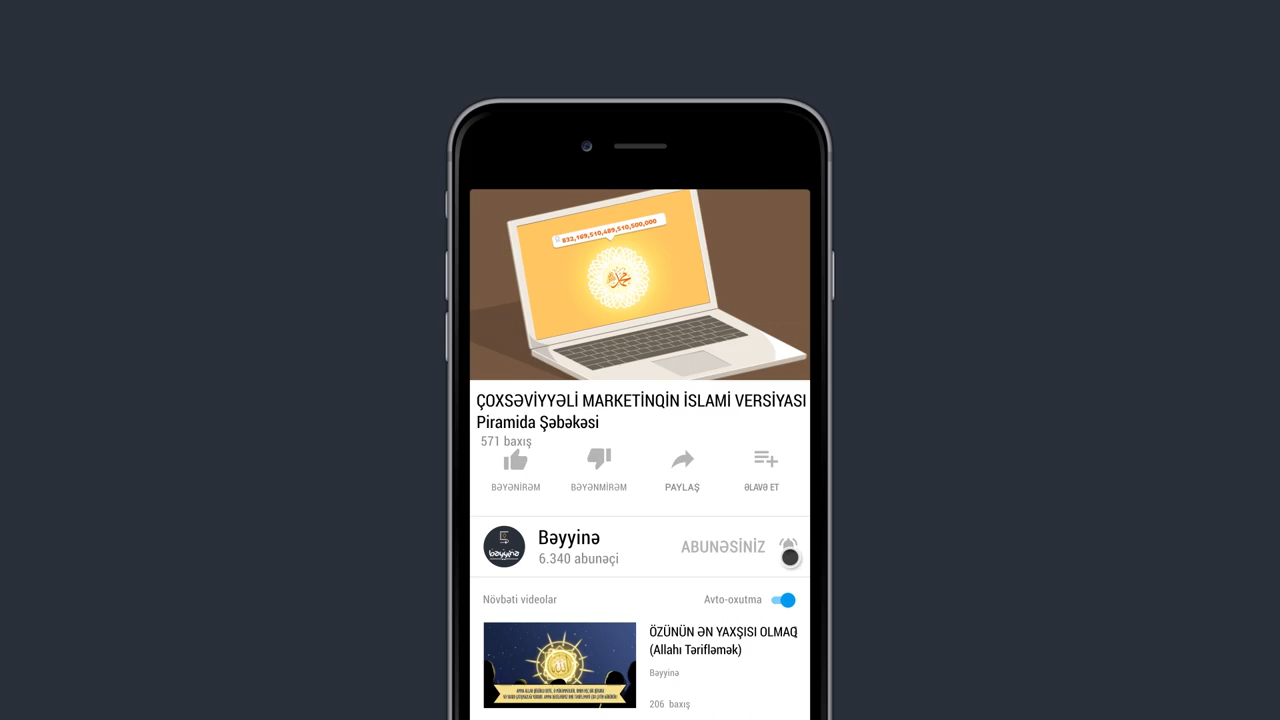 832,169,510,489,510,500,000
محمد
ÇOXSƏVİYYƏLİ MARKETİNQİN İSLAMİ VERSİYASI
Piramida Şəbəkəsi
571 baxış
BƏYƏNİRƏM BƏYƏNMİRƏM PAYLAŞ ƏLAVƏ ET
Bəyyinə
bəyyinə
6.340 abunəçi
ABUNƏSİNİZ
Növbəti videolar
Avto-oxutma
ÖZÜNÜN ƏN YAXŞISI OLMAQ
(Allahı Tərifləmək)
Bəyyinə
206 baxış